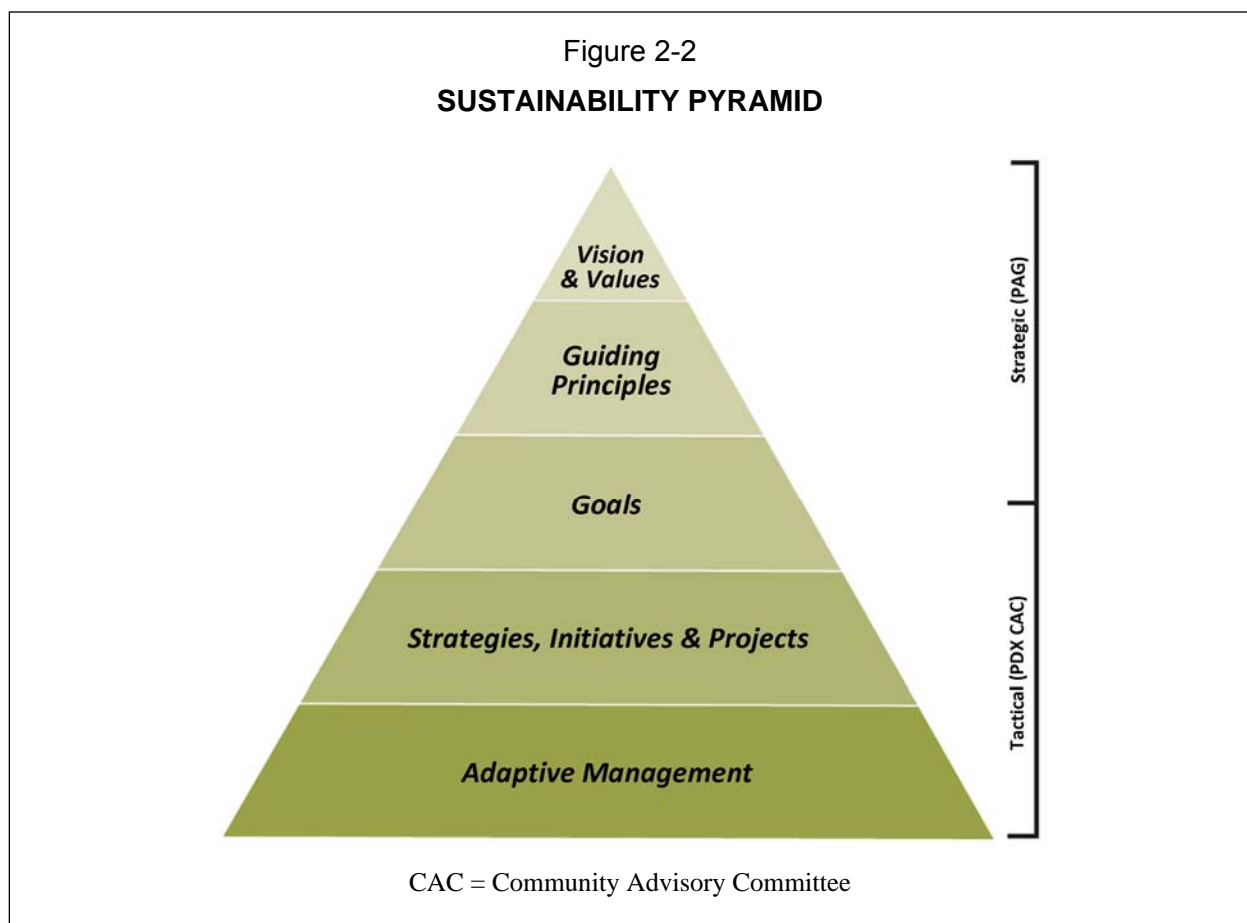 Figure 2-2
SUSTAINABILITY PYRAMID
Vision
& Values
Guiding
Principles
Goals
Strategies, Initiatives & Projects
Adaptive Management
Strategic (PAG)
Tactical (PDX CAC)
CAC = Community Advisory Committee